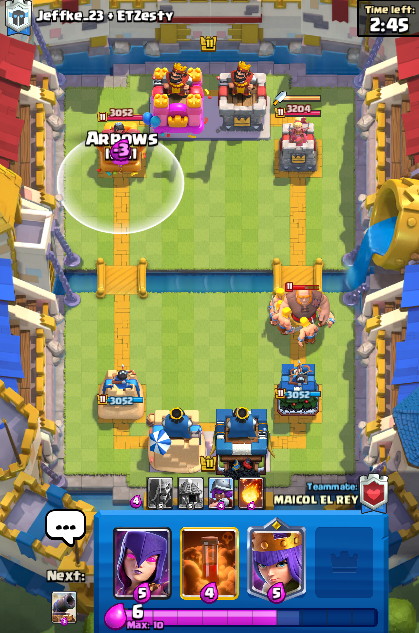 Jeffke_23 + ETZesty
Time left:
2:45
3052
3204
Arrows
-3
3052
3052
Teammate:
MAICOL EL REY
4
Next:
5
4
5
6
Max: 10